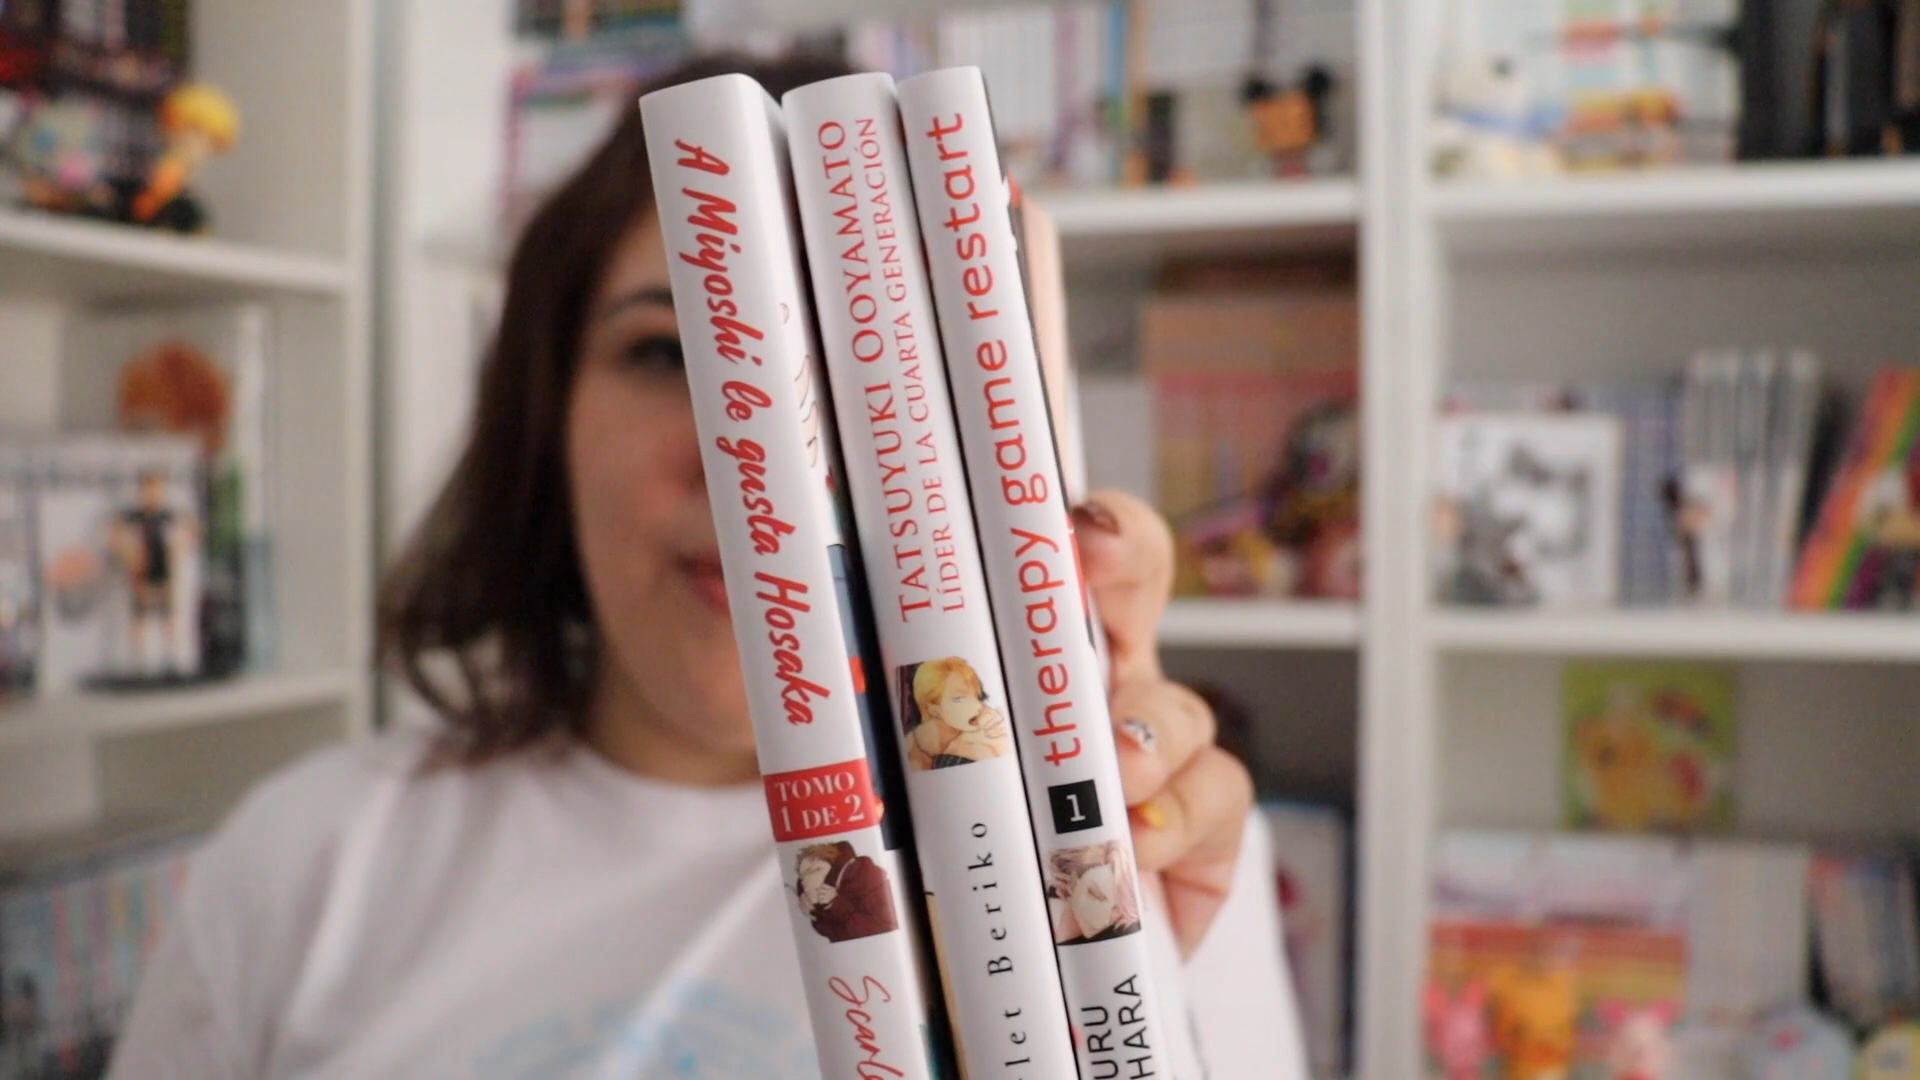 A Miyoshi le gusta Hosaka
TOMO
1 DE 2
Scarl
TATSUYUKI OOYAMATO
LÍDER DE LA CUARTA GENERACIÓN
let Beriko
therapy game restart
1
URU
HARA